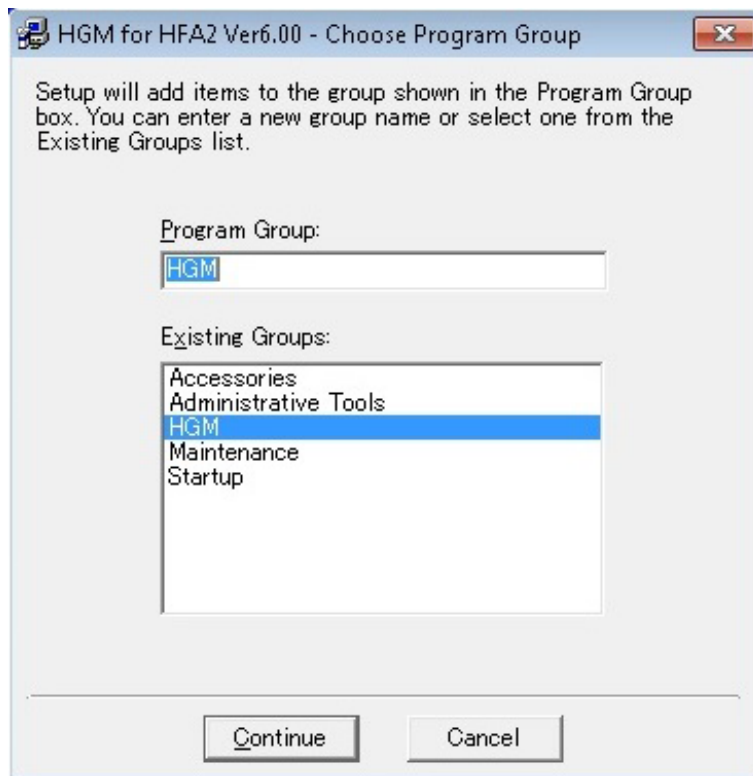 HGM for HFA2 Ver6.00 - Choose Program Group
Setup will add items to the group shown in the Program Group
box. You can enter a new group name or select one from the
Existing Groups list.
Program Group:
HGM
Existing Groups:
Accessories
Administrative Tools
HGM
Maintenance
Startup
Continue
Cancel